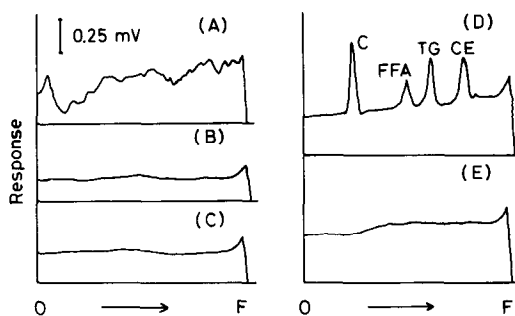 0.25 mV
(A)
(B)
(C)
Response
O → F
(D)
C
FFA
TG
CE
(E)
O → F